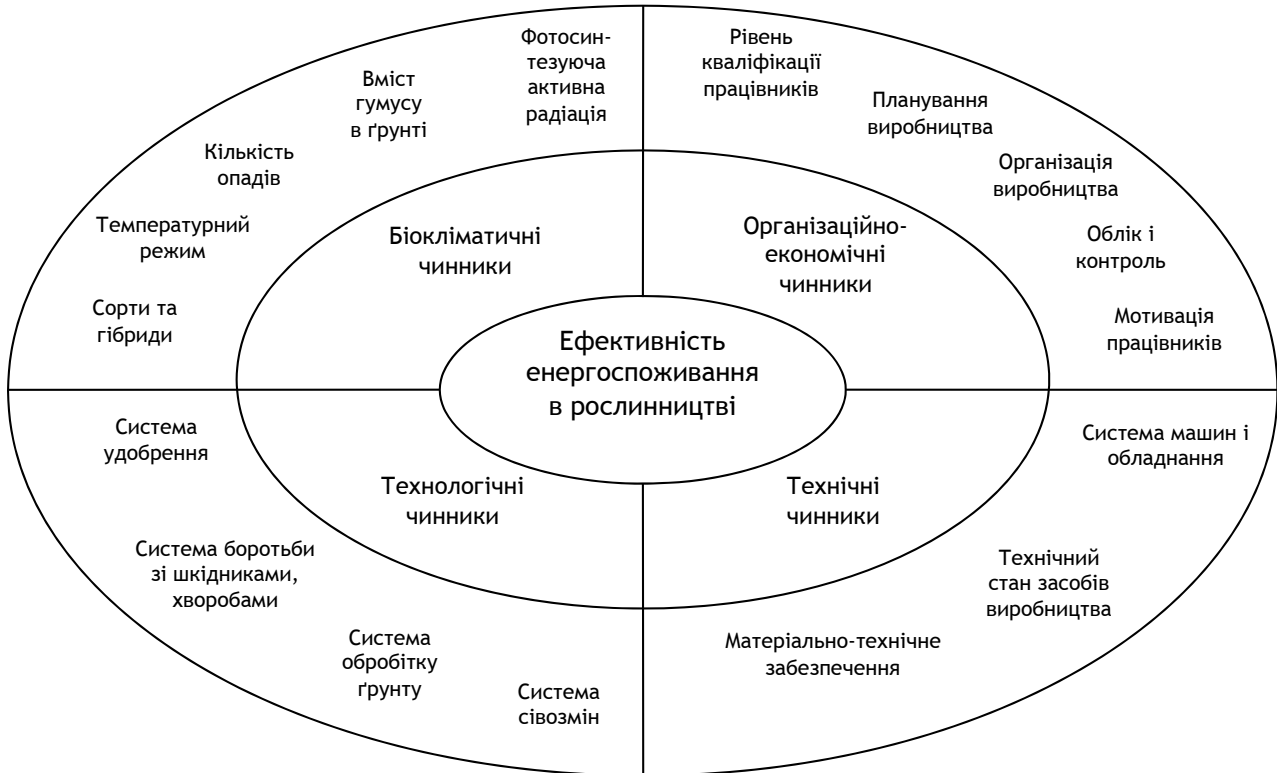 Фотосин-
тезуюча
активна
радіація
Вміст
гумусу
в ґрунті
Кількість
опадів
Температурний
режим
Сорти та
гібриди
Рівень
кваліфікації
працівників
Планування
виробництва
Організація
виробництва
Облік і
контроль
Мотивація
працівників
Біокліматичні
чинники
Організаційно-
економічні
чинники
Ефективність
енергоспоживання
в рослинництві
Технологічні
чинники
Технічні
чинники
Система
удобрення
Система боротьби
зі шкідниками,
хворобами
Система
обробітку
ґрунту
Система
сівозмін
Система машин і
обладнання
Технічний
стан засобів
виробництва
Матеріально-технічне
забезпечення